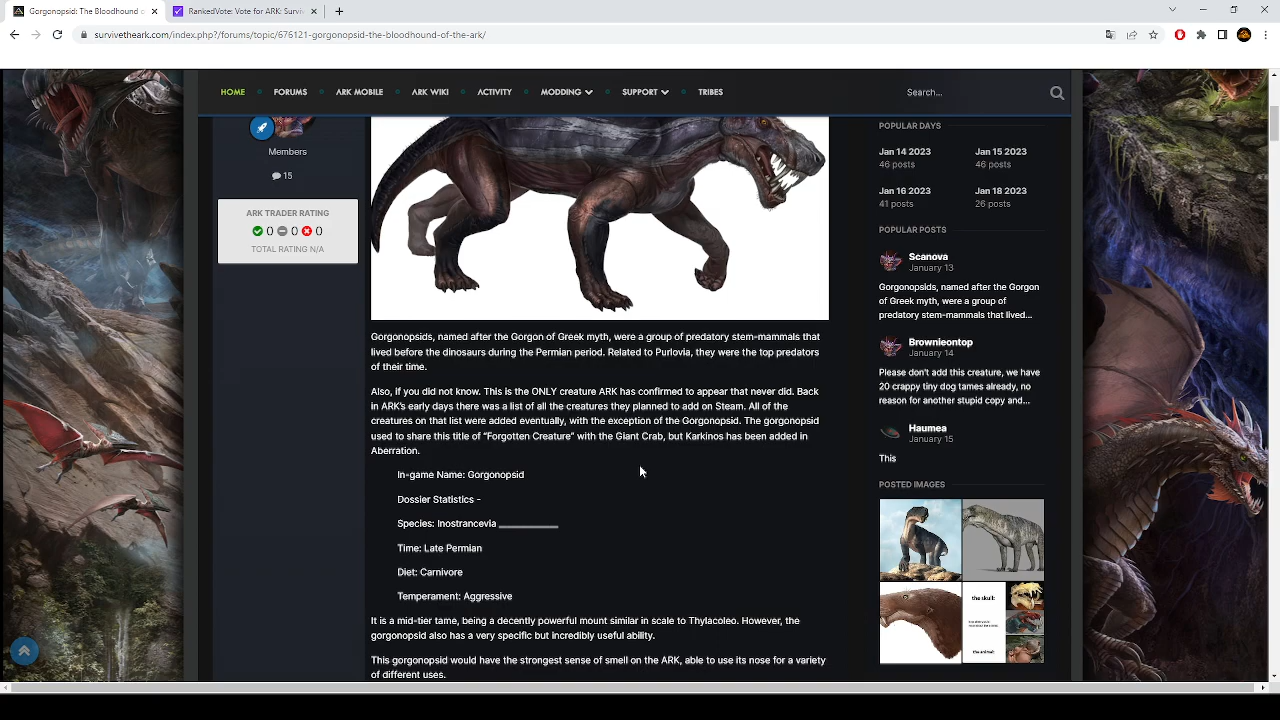 Gorgonopsid: The Bloodhound o
RankedVote: Vote for ARK: Surviv
survivetheark.com/index.php?/forums/topic/676121-gorgonopsid-the-bloodhound-of-the-ark/
HOME FORUMS ARK MOBILE ARK WIKI ACTIVITY MODDING SUPPORT TRIBES Search...
Members
15
ARK TRADER RATING
0 0 0
TOTAL RATING N/A
Gorgonopsids, named after the Gorgon of Greek myth, were a group of predatory stem-mammals that
lived before the dinosaurs during the Permian period. Related to Purlovia, they were the top predators
of their time.
Also, if you did not know. This is the ONLY creature ARK has confirmed to appear that never did. Back
in ARK's early days there was a list of all the creatures they planned to add on Steam. All of the
creatures on that list were added eventually, with the exception of the Gorgonopsid. The gorgonopsid
used to share this title of "Forgotten Creature" with the Giant Crab, but Karkinos has been added in
Aberration.
In-game Name: Gorgonopsid
Dossier Statistics -
Species: Inostrancevia ___________
Time: Late Permian
Diet: Carnivore
Temperament: Aggressive
It is a mid-tier tame, being a decently powerful mount similar in scale to Thylacoleo. However, the
gorgonopsid also has a very specific but incredibly useful ability.
This gorgonopsid would have the strongest sense of smell on the ARK, able to use its nose for a variety
of different uses.
POPULAR DAYS
Jan 14 2023 Jan 15 2023
46 posts 46 posts
Jan 16 2023 Jan 18 2023
41 posts 26 posts
POPULAR POSTS
Scanova
January 13
Gorgonopsids, named after the Gorgon
of Greek myth, were a group of
predatory stem-mammals that lived...
Brownieontop
January 14
Please don't add this creature, we have
20 crappy tiny dog tames already, no
reason for another stupid copy and...
Haumea
January 15
This
POSTED IMAGES
the skull:
the animal: